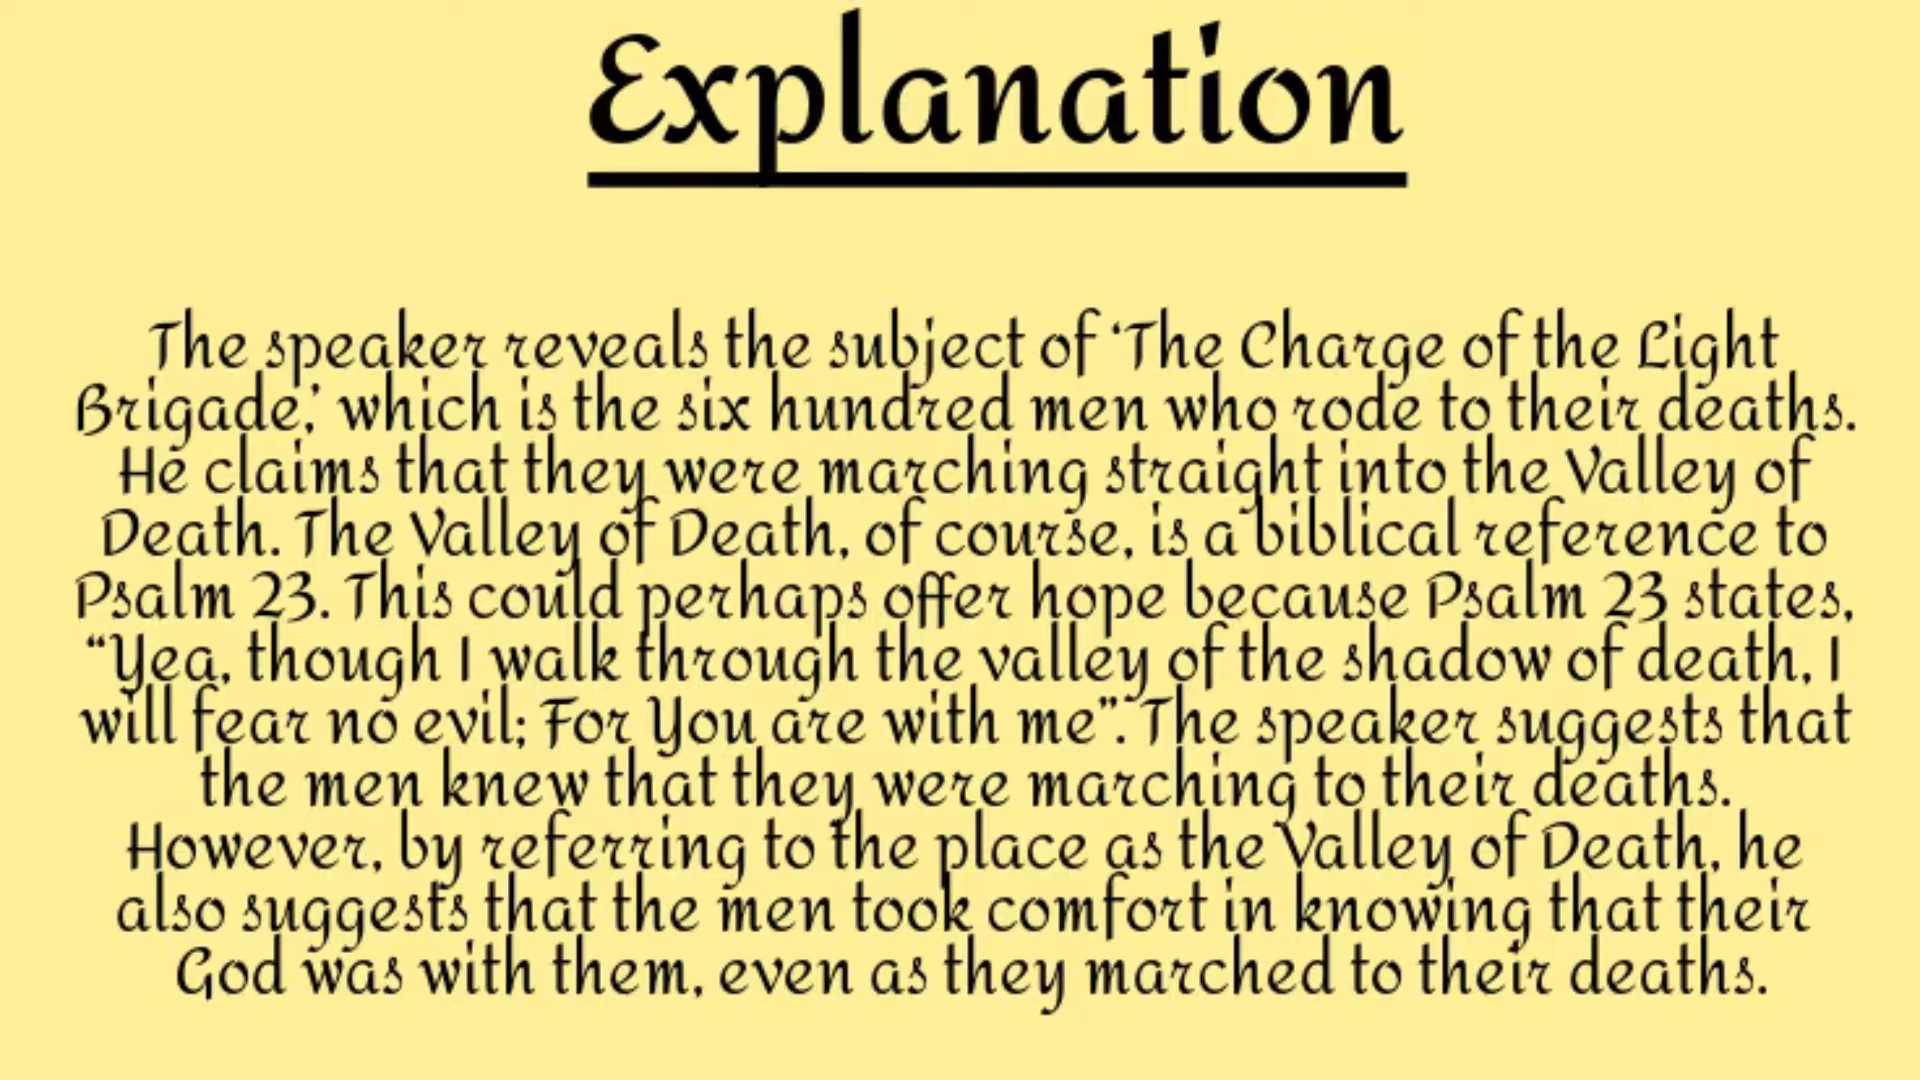 Explanation
The speaker reveals the subject of ‘The Charge of the Light
Brigade,’ which is the six hundred men who rode to their deaths.
He claims that they were marching straight into the Valley of
Death. The Valley of Death, of course, is a biblical reference to
Psalm 23. This could perhaps offer hope because Psalm 23 states,
“Yea, though I walk through the valley of the shadow of death, I
will fear no evil; For You are with me”. The speaker suggests that
the men knew that they were marching to their deaths.
However, by referring to the place as the Valley of Death, he
also suggests that the men took comfort in knowing that their
God was with them, even as they marched to their deaths.